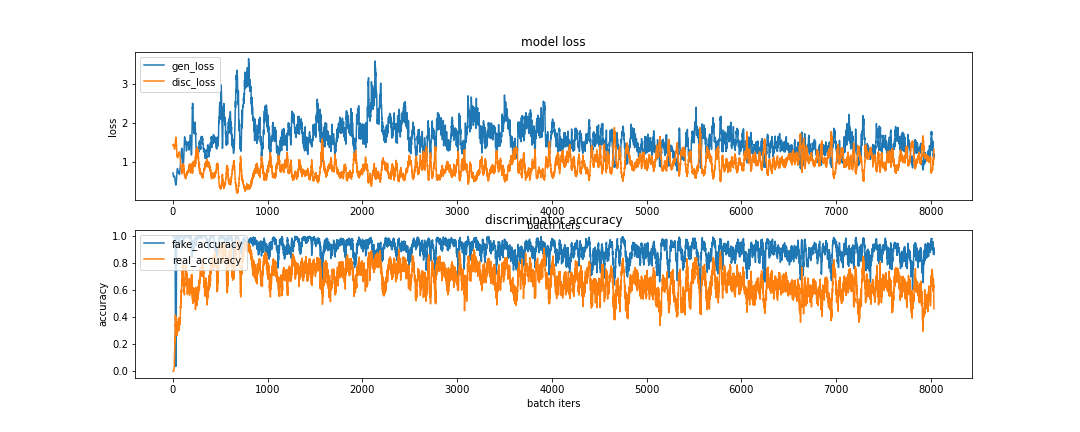 model loss
gen_loss
disc_loss
3
2
1
loss
0 1000 2000 3000 4000 5000 6000 7000 8000
batch iters
discriminator accuracy
fake_accuracy
real_accuracy
1.0
0.8
0.6
0.4
0.2
0.0
accuracy
0 1000 2000 3000 4000 5000 6000 7000 8000
batch iters